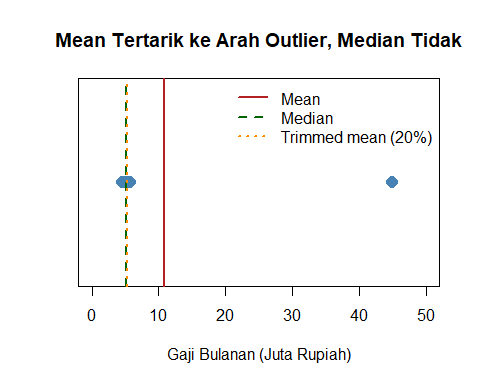 Mean Tertarik ke Arah Outlier, Median Tidak
Mean
Median
Trimmed mean (20%)
0 10 20 30 40 50
Gaji Bulanan (Juta Rupiah)